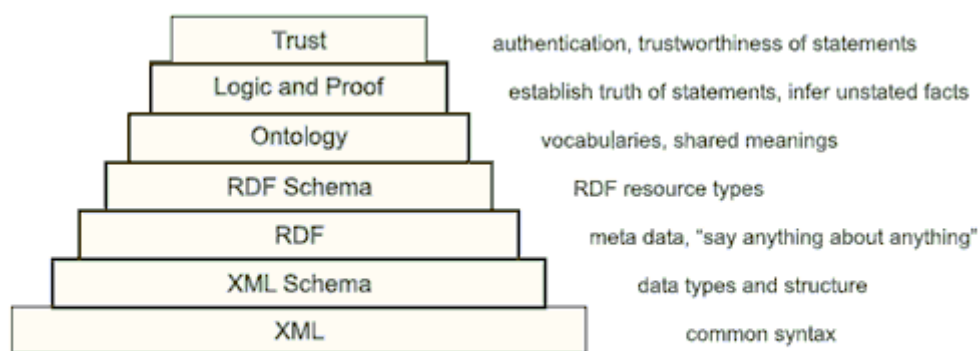 Trust authentication, trustworthiness of statements
Logic and Proof establish truth of statements, infer unstated facts
Ontology vocabularies, shared meanings
RDF Schema RDF resource types
RDF meta data, "say anything about anything"
XML Schema data types and structure
XML common syntax